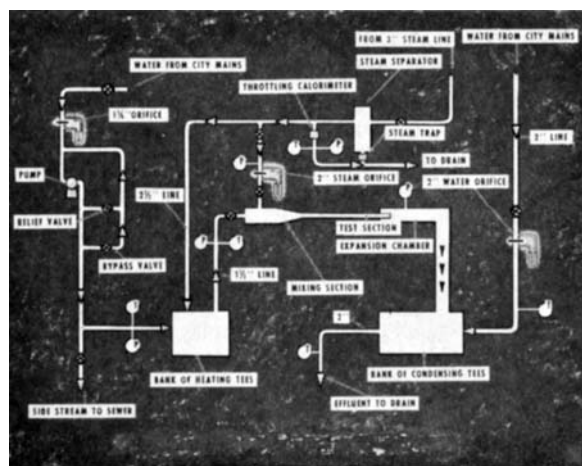 FROM 3" STEAM LINE
WATER FROM CITY MAINS
WATER FROM CITY MAINS
STEAM SEPARATOR
THROTTLING CALORIMETER
1½" ORIFICE
STEAM TRAP
2" LINE
TO DRAIN
PUMP
2½" LINE
2" STEAM ORIFICE
2" WATER ORIFICE
RELIEF VALVE
TEST SECTION
EXPANSION CHAMBER
BYPASS VALVE
1½" LINE
MIXING SECTION
2"
BANK OF HEATING TEES
BANK OF CONDENSING TEES
SIDE STREAM TO SEWER
EFFLUENT TO DRAIN